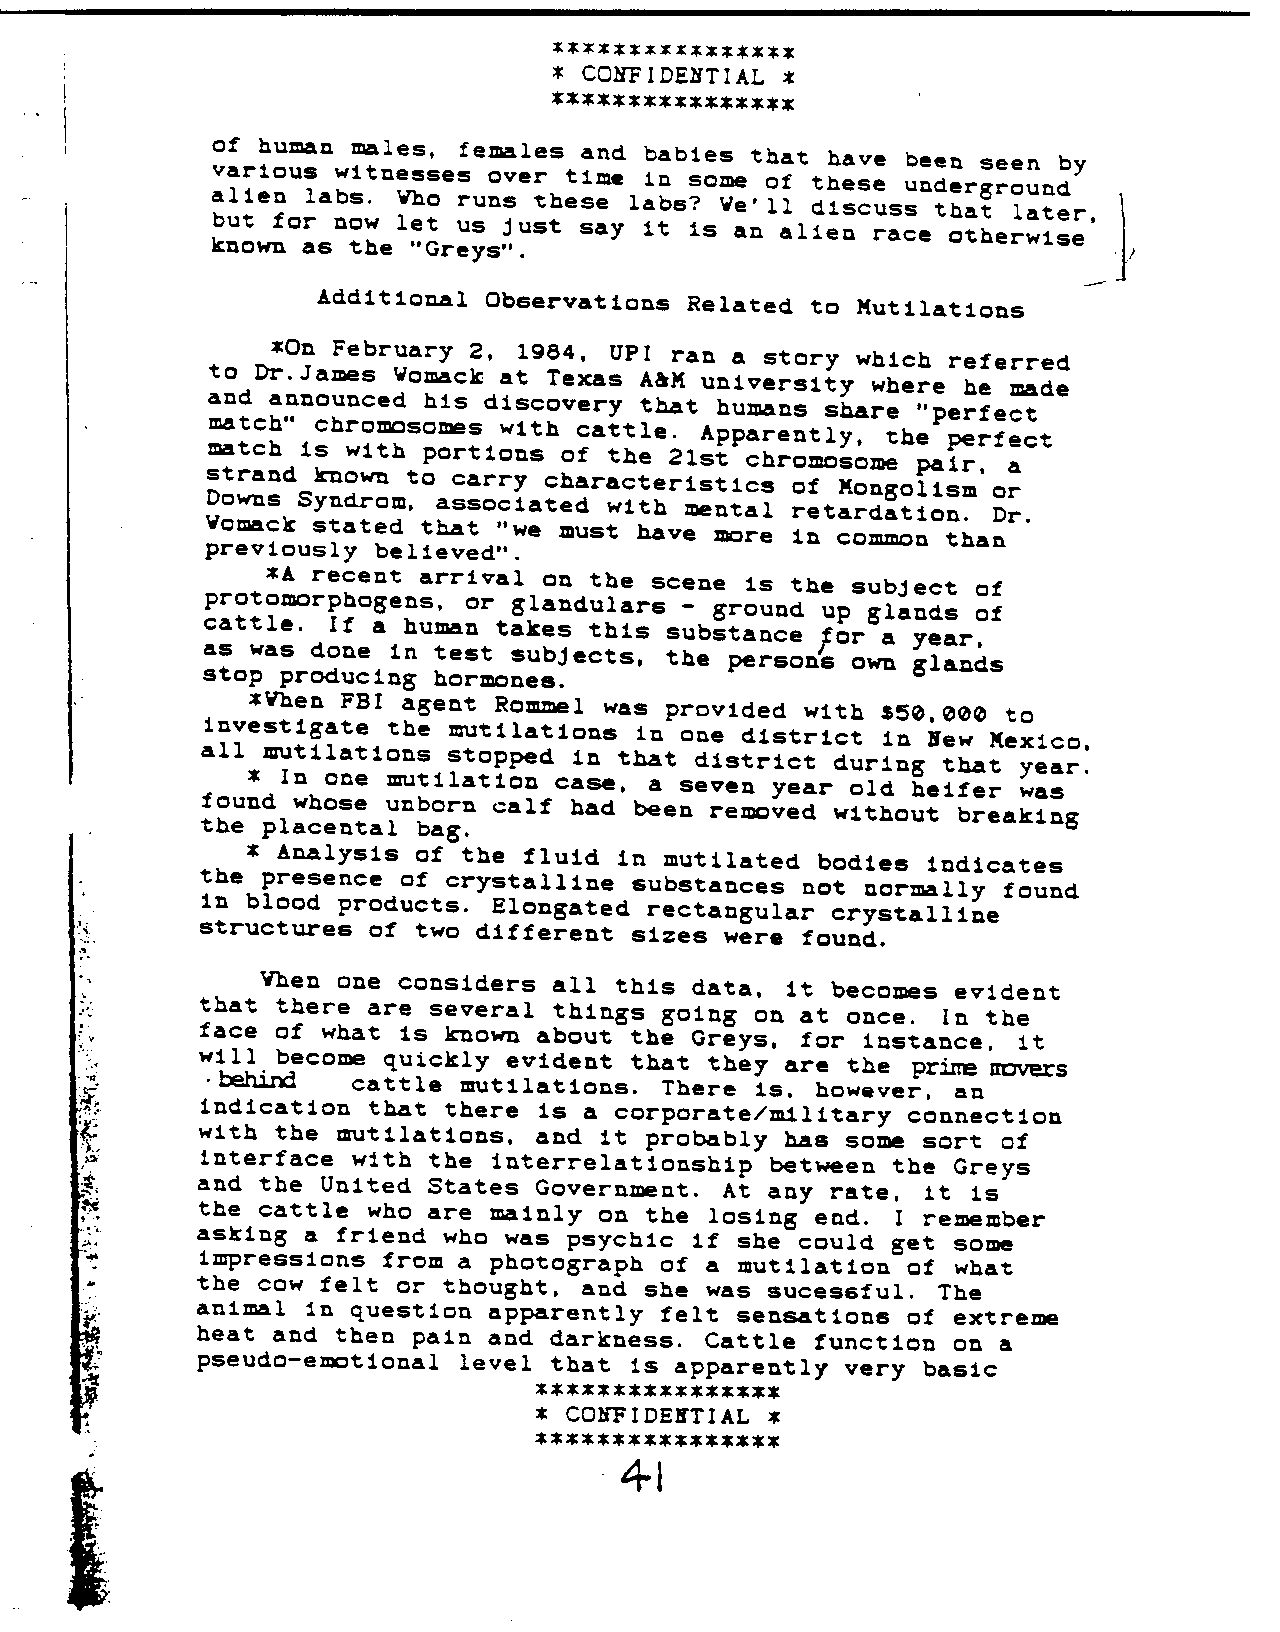 ****************
* CONFIDENTIAL *
****************
of human males, females and babies that have been seen by
various witnesses over time in some of these underground
alien labs. Who runs these labs? We'll discuss that later,
but for now let us just say it is an alien race otherwise
known as the "Greys".
Additional Observations Related to Mutilations
*On February 2, 1984, UPI ran a story which referred
to Dr.James Womack at Texas A&M university where he made
and announced his discovery that humans share "perfect
match" chromosomes with cattle. Apparently, the perfect
match is with portions of the 21st chromosome pair, a
strand known to carry characteristics of Mongolism or
Downs Syndrom, associated with mental retardation. Dr.
Womack stated that "we must have more in common than
previously believed".
*A recent arrival on the scene is the subject of
protomorphogens, or glandulars - ground up glands of
cattle. If a human takes this substance for a year,
as was done in test subjects, the person's own glands
stop producing hormones.
*When FBI agent Rommel was provided with $50,000 to
investigate the mutilations in one district in New Mexico,
all mutilations stopped in that district during that year.
* In one mutilation case, a seven year old heifer was
found whose unborn calf had been removed without breaking
the placental bag.
* Analysis of the fluid in mutilated bodies indicates
the presence of crystalline substances not normally found
in blood products. Elongated rectangular crystalline
structures of two different sizes were found.
When one considers all this data, it becomes evident
that there are several things going on at once. In the
face of what is known about the Greys, for instance, it
will become quickly evident that they are the prime movers
behind cattle mutilations. There is, however, an
indication that there is a corporate/military connection
with the mutilations, and it probably has some sort of
interface with the interrelationship between the Greys
and the United States Government. At any rate, it is
the cattle who are mainly on the losing end. I remember
asking a friend who was psychic if she could get some
impressions from a photograph of a mutilation of what
the cow felt or thought, and she was sucessful. The
animal in question apparently felt sensations of extreme
heat and then pain and darkness. Cattle function on a
pseudo-emotional level that is apparently very basic
****************
* CONFIDENTIAL *
****************
41